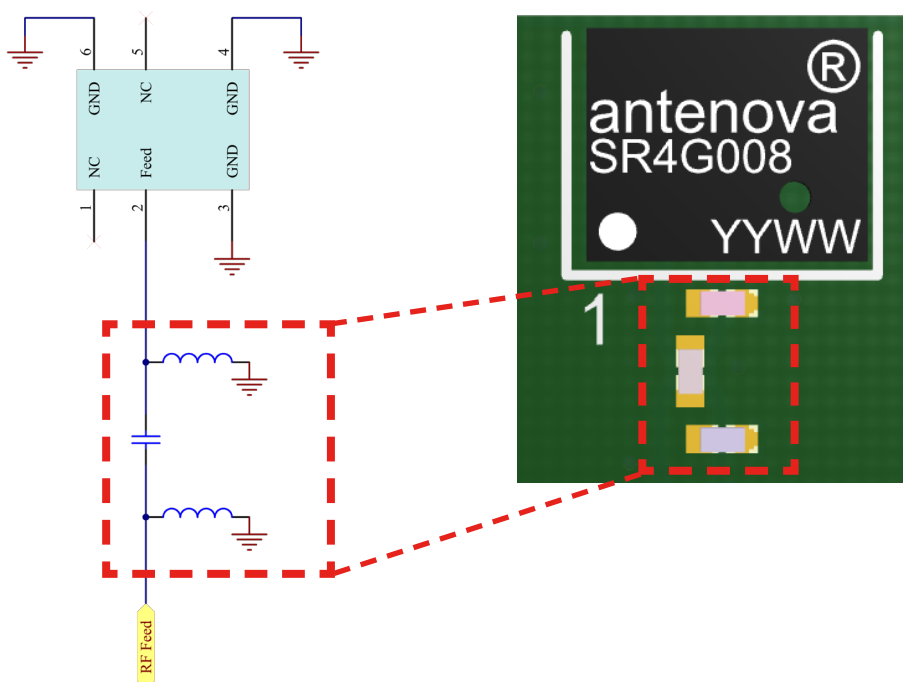 6
5
4
GND
NC
GND
NC
Feed
GND
1
2
3
RF Feed
®
antenova
SR4G008
YYWW
1